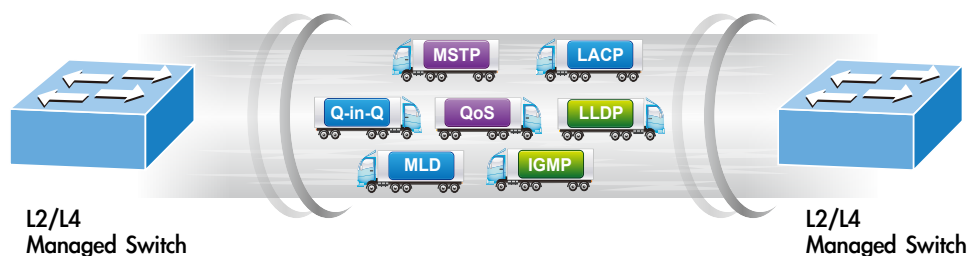 MSTP
LACP
Q-in-Q
QoS
LLDP
MLD
IGMP
L2/L4
Managed Switch
L2/L4
Managed Switch